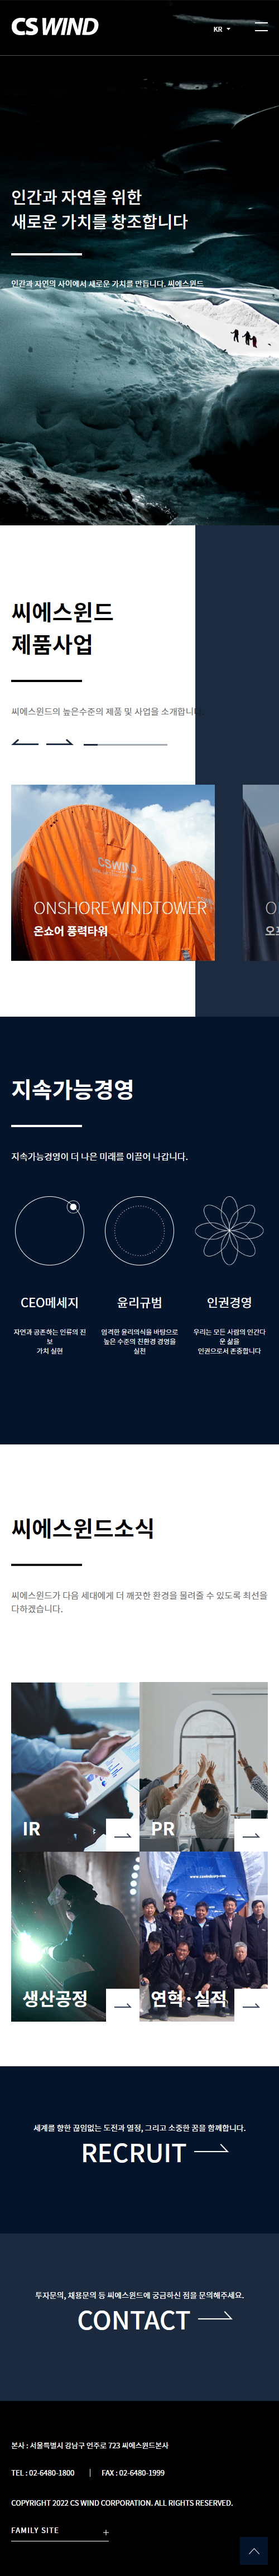 CS WIND
KR
인간과 자연을 위한
새로운 가치를 창조합니다
인간과 자연의 사이에서 새로운 가치를 만듭니다. 씨에스윈드
씨에스윈드
제품사업
씨에스윈드의 높은수준의 제품 및 사업을 소개합니다.
CSWIND
ONSHORE WINDTOWER
온쇼어 풍력타워
지속가능경영
지속가능경영이 더 나은 미래를 이끌어 나갑니다.
CEO메세지
윤리규범
인권경영
자연과 공존하는 인류의 진
보
가치 실현
엄격한 윤리의식을 바탕으로
높은 수준의 친환경 경영을
실천
우리는 모든 사람의 인간다
운 삶을
인권으로서 존중합니다
씨에스윈드소식
씨에스윈드가 다음 세대에게 더 깨끗한 환경을 물려줄 수 있도록 최선을
다하겠습니다.
IR
PR
생산공정
연혁·실적
세계를 향한 끊임없는 도전과 열정, 그리고 소중한 꿈을 함께합니다.
RECRUIT
투자문의, 채용문의 등 씨에스윈드에 궁금하신 점을 문의해주세요.
CONTACT
본사 : 서울특별시 강남구 언주로 723 씨에스윈드본사
TEL : 02-6480-1800 | FAX : 02-6480-1999
COPYRIGHT 2022 CS WIND CORPORATION. ALL RIGHTS RESERVED.
FAMILY SITE +